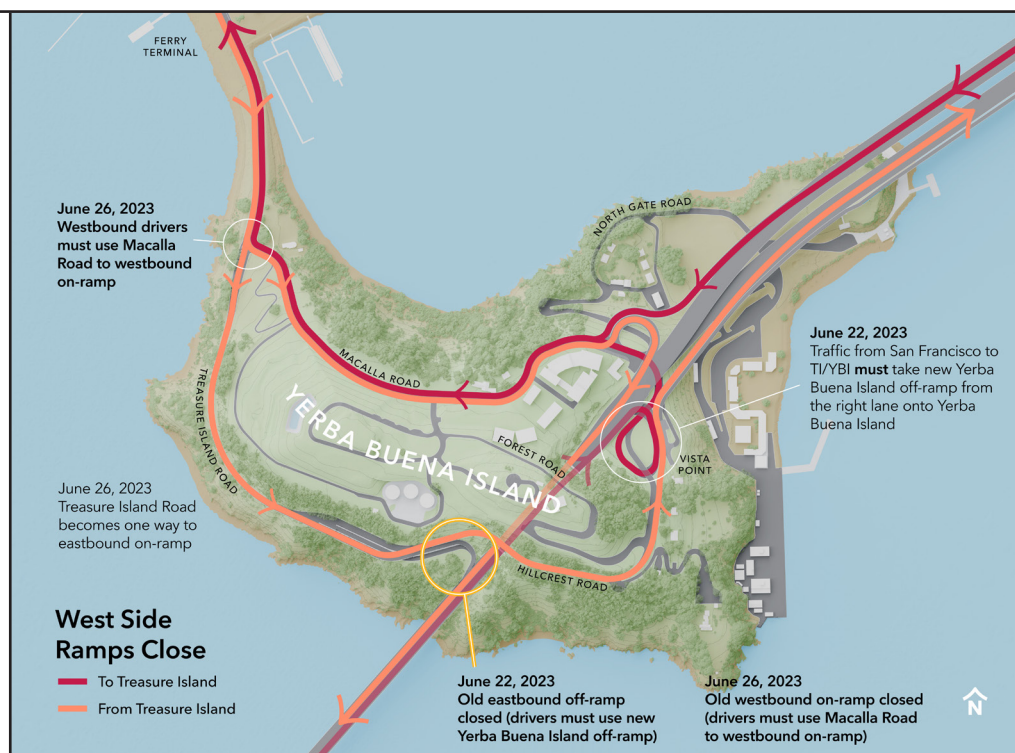 FERRY
TERMINAL
June 26, 2023
Westbound drivers
must use Macalla
Road to westbound
on-ramp
NORTH GATE ROAD
June 22, 2023
Traffic from San Francisco to
TI/YBI must take new Yerba
Buena Island off-ramp from
the right lane onto Yerba
Buena Island
MACALLA ROAD
TREASURE ISLAND ROAD
YERBA BUENA ISLAND
FOREST ROAD
VISTA
POINT
June 26, 2023
Treasure Island Road
becomes one way to
eastbound on-ramp
HILLCREST ROAD
West Side
Ramps Close
To Treasure Island
From Treasure Island
June 22, 2023
Old eastbound off-ramp
closed (drivers must use new
Yerba Buena Island off-ramp)
June 26, 2023
Old westbound on-ramp closed
(drivers must use Macalla Road
to westbound on-ramp)
N